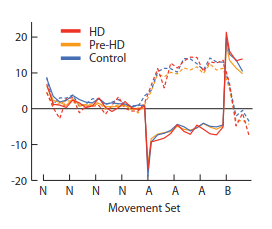 HD
Pre-HD
Control
20
10
0
-10
-20
N N N N A A A B
Movement Set